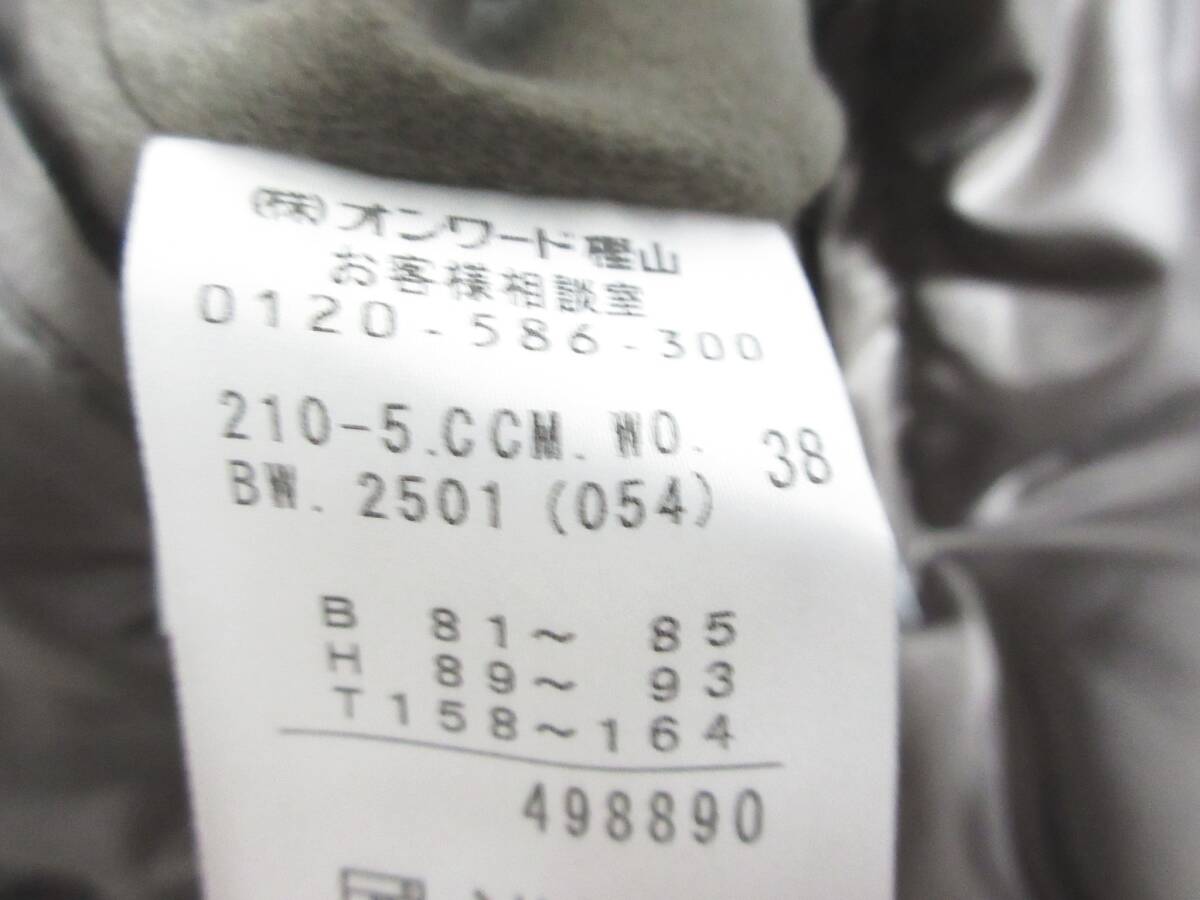 (株)オンワード樫山
お客様相談室
0120-586-300
210-5.CCM.WO. 38
BW.2501(054)
B 81~ 85
H 89~ 93
T158~164
498890